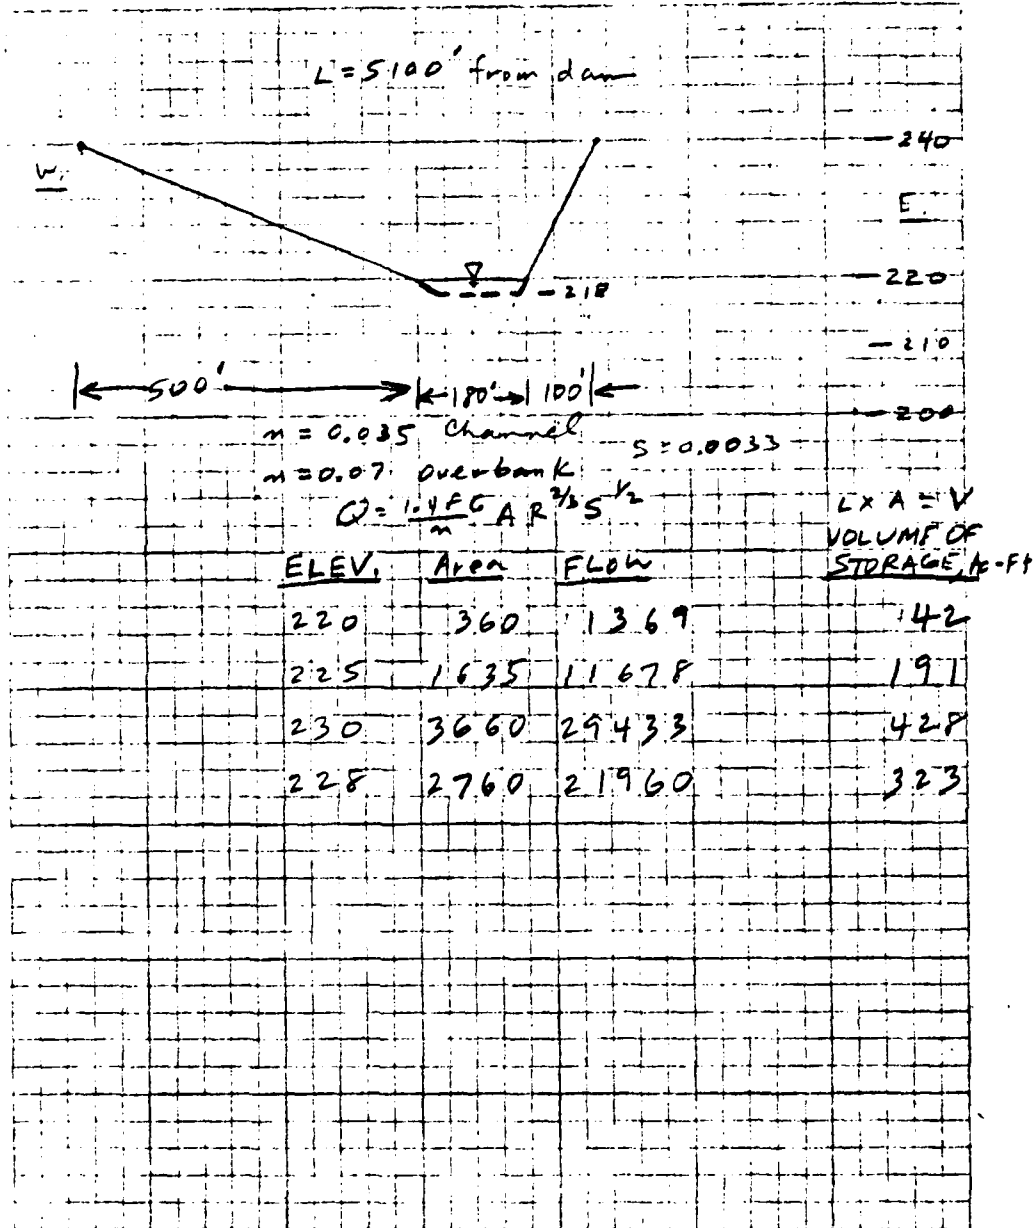 L = 5100' from dam
240
W.
E.
220
218
210
500' 180' 100'
200
n = 0.035 Channel
S = 0.0033
n = 0.07 overbank
Q = 1.486/n A R^2/3 S^1/2
L x A = V
VOLUME OF
ELEV. Area FLOW STORAGE, Ac-Ft
220 360 1369 42
225 1635 11678 191
230 3660 29433 428
228 2760 21960 323